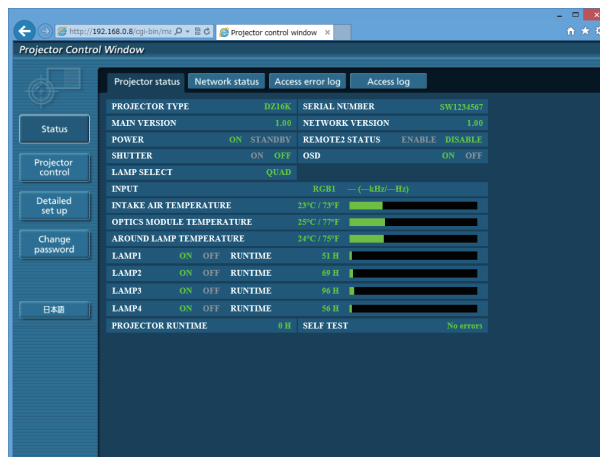 http://192.168.0.8/cgi-bin/ma
Projector control window ×
Projector Control Window
Projector status Network status Access error log Access log
PROJECTOR TYPE DZ16K SERIAL NUMBER SW1234567
MAIN VERSION 1.00 NETWORK VERSION 1.00
Status
POWER ON STANDBY REMOTE2 STATUS ENABLE DISABLE
SHUTTER ON OFF OSD ON OFF
Projector control
LAMP SELECT QUAD
INPUT RGB1 --- (---kHz/---Hz)
Detailed set up
INTAKE AIR TEMPERATURE 23°C / 73°F
OPTICS MODULE TEMPERATURE 25°C / 77°F
Change password
AROUND LAMP TEMPERATURE 24°C / 75°F
LAMP1 ON OFF RUNTIME 51 H
LAMP2 ON OFF RUNTIME 69 H
LAMP3 ON OFF RUNTIME 96 H
日本語
LAMP4 ON OFF RUNTIME 56 H
PROJECTOR RUNTIME 0 H SELF TEST No errors